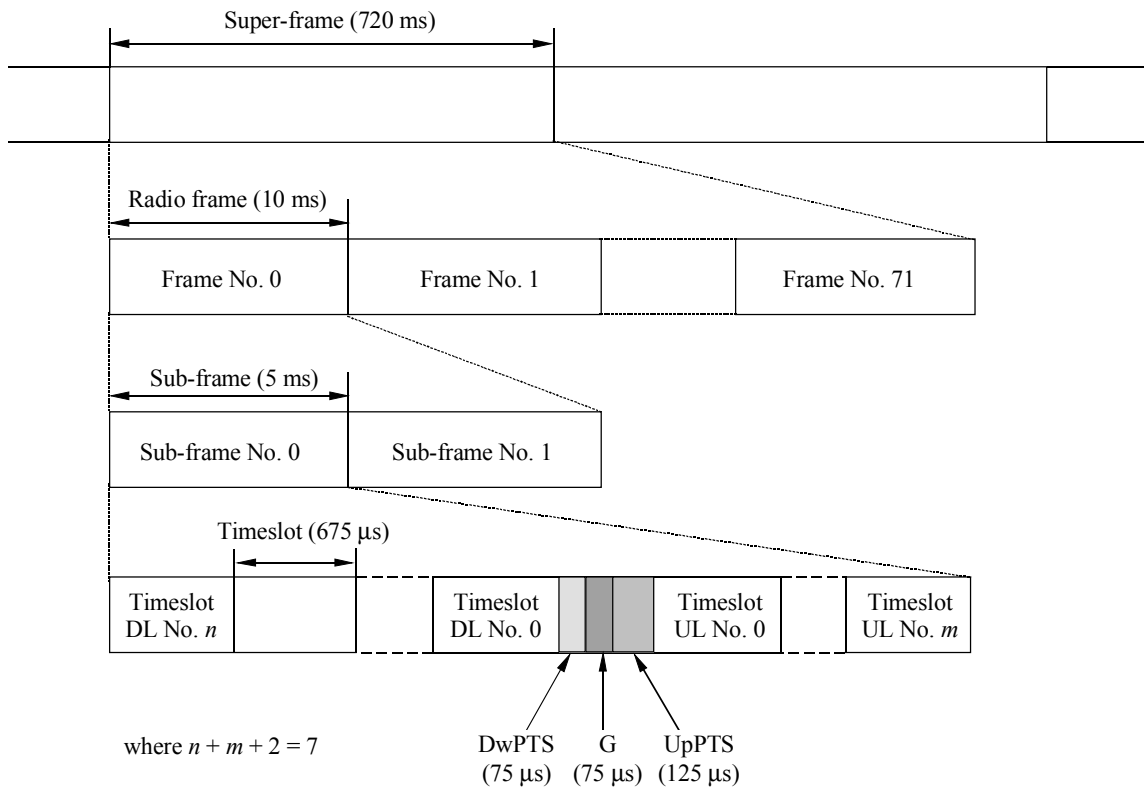 Super-frame (720 ms)
Radio frame (10 ms)
Frame No. 0
Frame No. 1
Frame No. 71
Sub-frame (5 ms)
Sub-frame No. 0
Sub-frame No. 1
Timeslot (675 µs)
Timeslot
DL No. n
Timeslot
DL No. 0
Timeslot
UL No. 0
Timeslot
UL No. m
where n + m + 2 = 7
DwPTS
(75 µs)
G
(75 µs)
UpPTS
(125 µs)